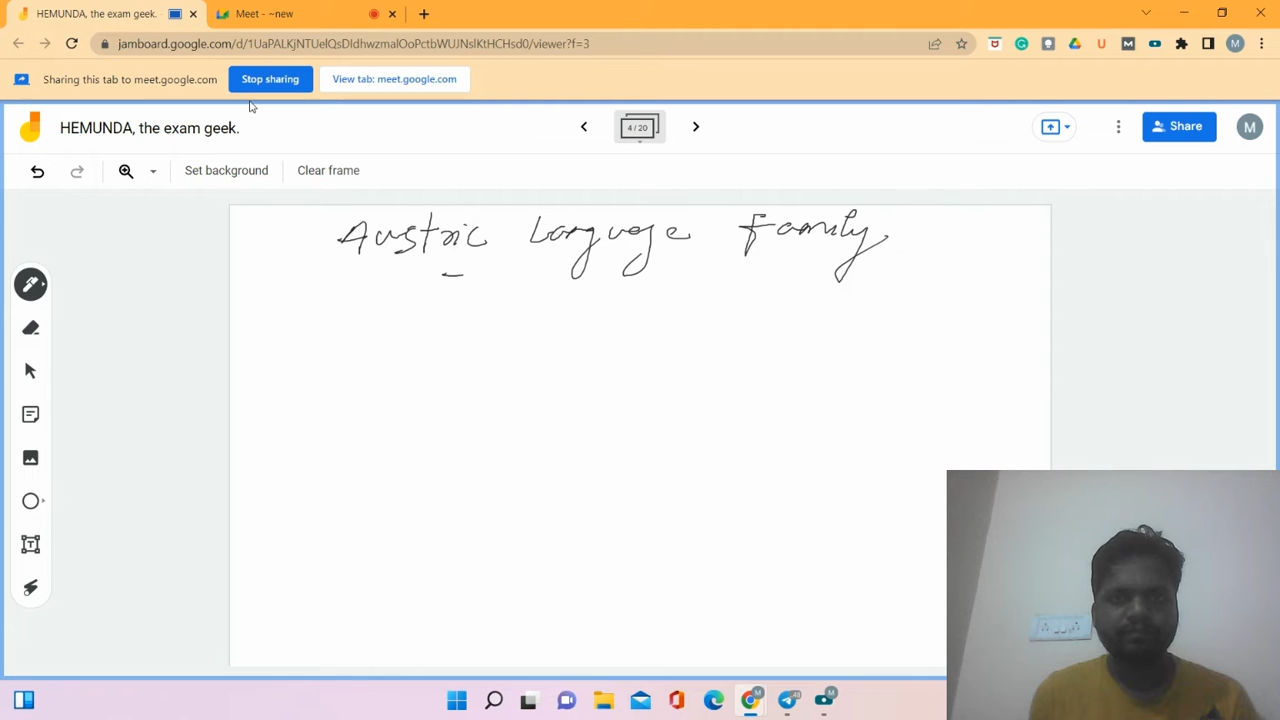 HEMUNDA, the exam geek.
Meet - ~new
jamboard.google.com/d/1UaPALKjNTUelQsDIdhwzmalOoPctbWUJNslKtHCHsd0/viewer?f=3
Sharing this tab to meet.google.com
Stop sharing
View tab: meet.google.com
HEMUNDA, the exam geek.
4 / 20
Share
M
Set background
Clear frame
Austric Language Family